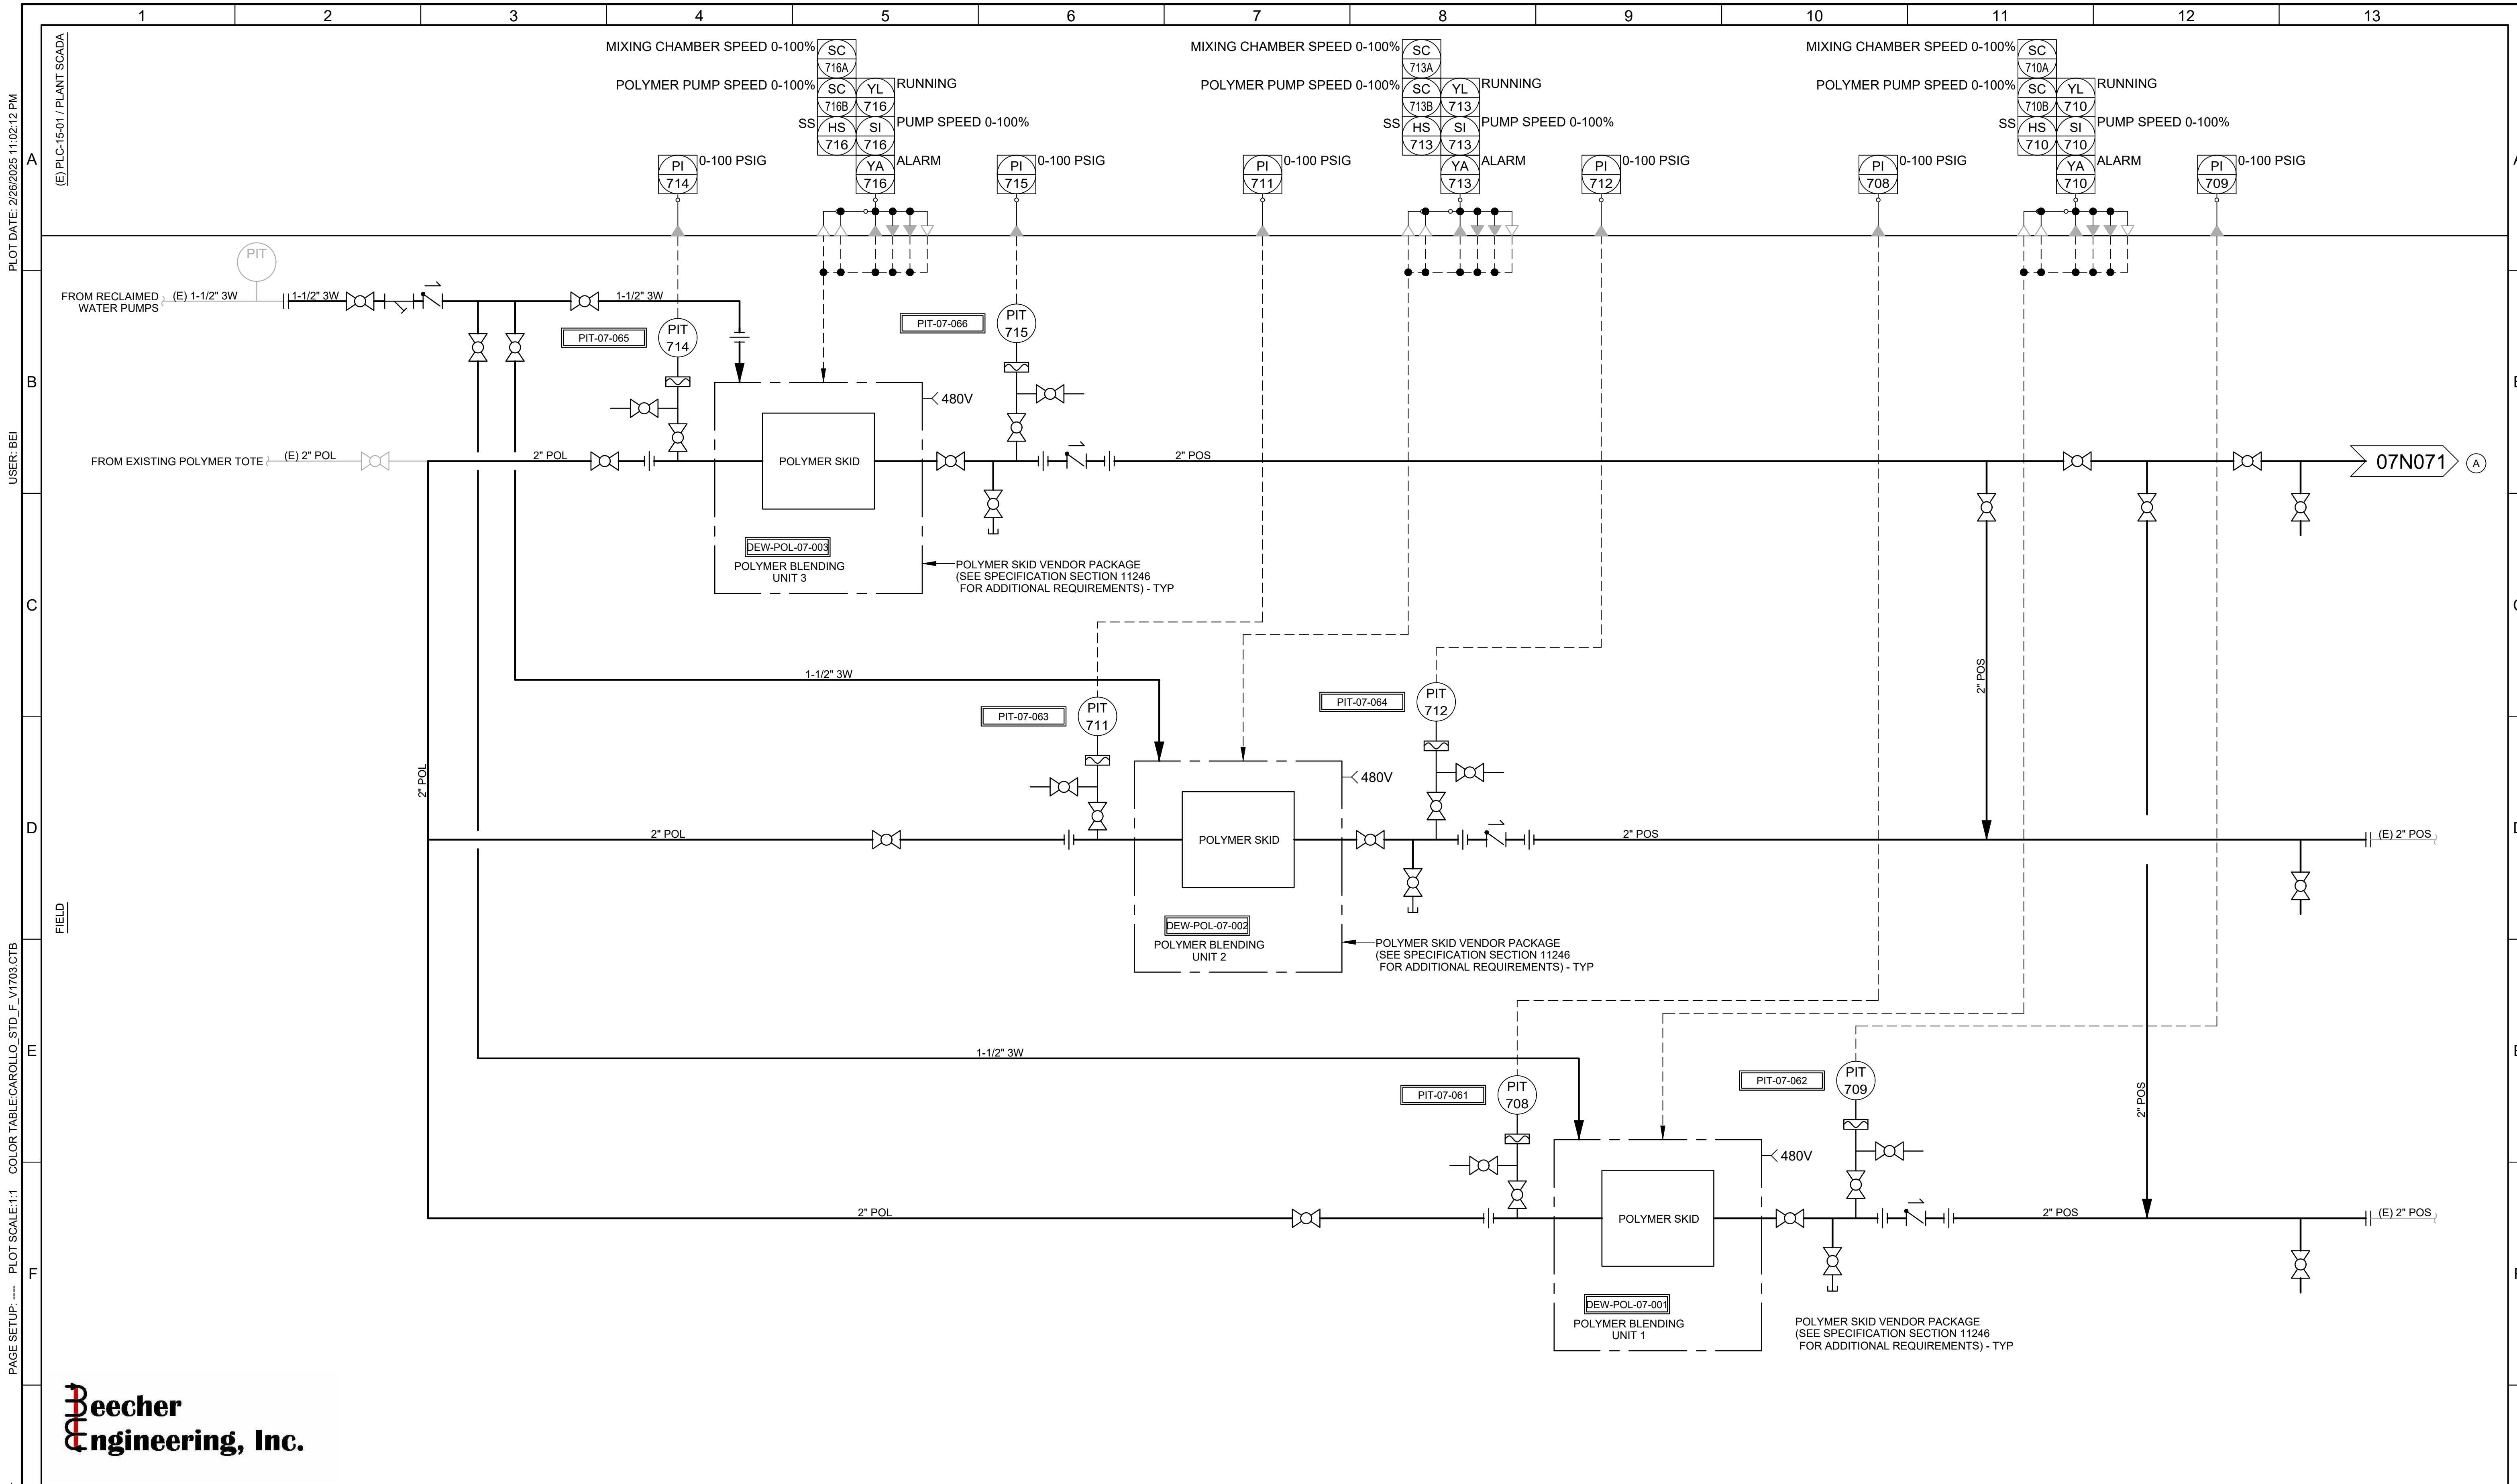 1 2 3 4 5 6 7 8 9 10 11 12 13
PLOT DATE: 2/26/2025 11:02:12 PM
USER: BEI
COLOR TABLE:CAROLLO_STD_F_V1703.CTB
PLOT SCALE:1:1
PAGE SETUP: ----
A
B
C
D
E
F
(E) PLC-15-01 / PLANT SCADA
FIELD
MIXING CHAMBER SPEED 0-100%
SC
716A
POLYMER PUMP SPEED 0-100%
SC
716B
YL
716
RUNNING
SS
HS
716
SI
716
PUMP SPEED 0-100%
YA
716
ALARM
PI
714
0-100 PSIG
PI
715
0-100 PSIG
MIXING CHAMBER SPEED 0-100%
SC
713A
POLYMER PUMP SPEED 0-100%
SC
713B
YL
713
RUNNING
SS
HS
713
SI
713
PUMP SPEED 0-100%
YA
713
ALARM
PI
711
0-100 PSIG
PI
712
0-100 PSIG
MIXING CHAMBER SPEED 0-100%
SC
710A
POLYMER PUMP SPEED 0-100%
SC
710B
YL
710
RUNNING
SS
HS
710
SI
710
PUMP SPEED 0-100%
YA
710
ALARM
PI
708
0-100 PSIG
PI
709
0-100 PSIG
PIT
FROM RECLAIMED
WATER PUMPS
(E) 1-1/2" 3W
1-1/2" 3W
1-1/2" 3W
PIT-07-065
PIT
714
PIT-07-066
PIT
715
480V
FROM EXISTING POLYMER TOTE
(E) 2" POL
2" POL
POLYMER SKID
2" POS
07N071
A
DEW-POL-07-003
POLYMER BLENDING
UNIT 3
POLYMER SKID VENDOR PACKAGE
(SEE SPECIFICATION SECTION 11246
FOR ADDITIONAL REQUIREMENTS) - TYP
1-1/2" 3W
2" POS
PIT-07-063
PIT
711
PIT-07-064
PIT
712
480V
2" POL
2" POL
POLYMER SKID
2" POS
(E) 2" POS
DEW-POL-07-002
POLYMER BLENDING
UNIT 2
POLYMER SKID VENDOR PACKAGE
(SEE SPECIFICATION SECTION 11246
FOR ADDITIONAL REQUIREMENTS) - TYP
1-1/2" 3W
2" POS
PIT-07-061
PIT
708
PIT-07-062
PIT
709
480V
2" POL
POLYMER SKID
2" POS
(E) 2" POS
DEW-POL-07-001
POLYMER BLENDING
UNIT 1
POLYMER SKID VENDOR PACKAGE
(SEE SPECIFICATION SECTION 11246
FOR ADDITIONAL REQUIREMENTS) - TYP
Beecher
Engineering, Inc.